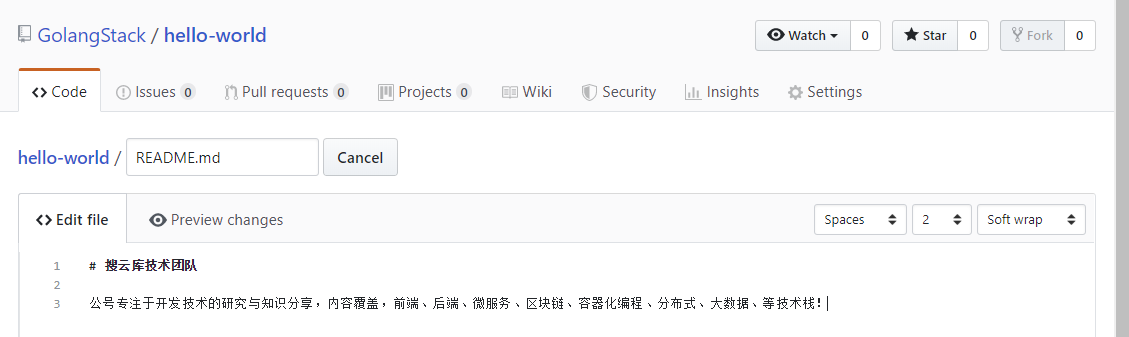 GolangStack / hello-world
Watch 0 Star 0 Fork 0
Code Issues 0 Pull requests 0 Projects 0 Wiki Security Insights Settings
hello-world / README.md Cancel
Edit file Preview changes Spaces 2 Soft wrap
1 # 搜云库技术团队
2
3 公号专注于开发技术的研究与知识分享，内容覆盖，前端、后端、微服务、区块链、容器化编程、分布式、大数据、等技术栈！